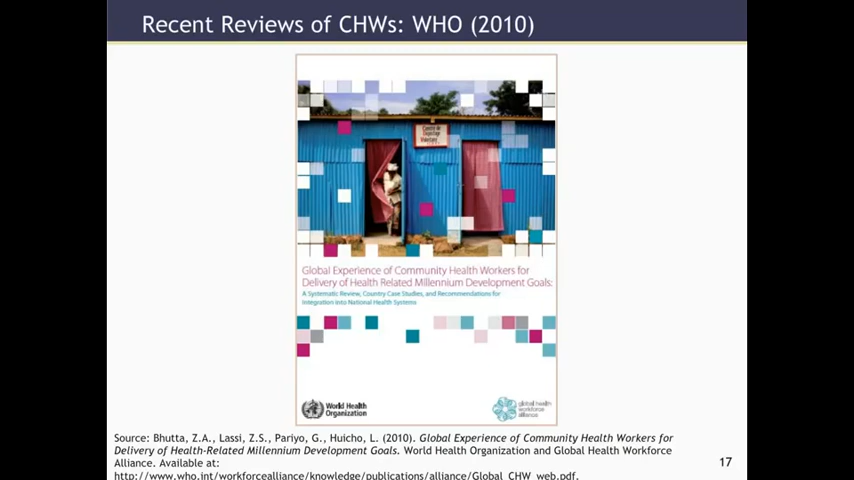 Recent Reviews of CHWs: WHO (2010)
Global Experience of Community Health Workers for
Delivery of Health Related Millennium Development Goals:
A Systematic Review, Country Case Studies, and Recommendations for
Integration into National Health Systems
World Health
Organization
global health
workforce
alliance
Source: Bhutta, Z.A., Lassi, Z.S., Pariyo, G., Huicho, L. (2010). Global Experience of Community Health Workers for
Delivery of Health-Related Millennium Development Goals. World Health Organization and Global Health Workforce
Alliance. Available at:
17
http://www.who.int/workforcealliance/knowledge/publications/alliance/Global_CHW_web.pdf.